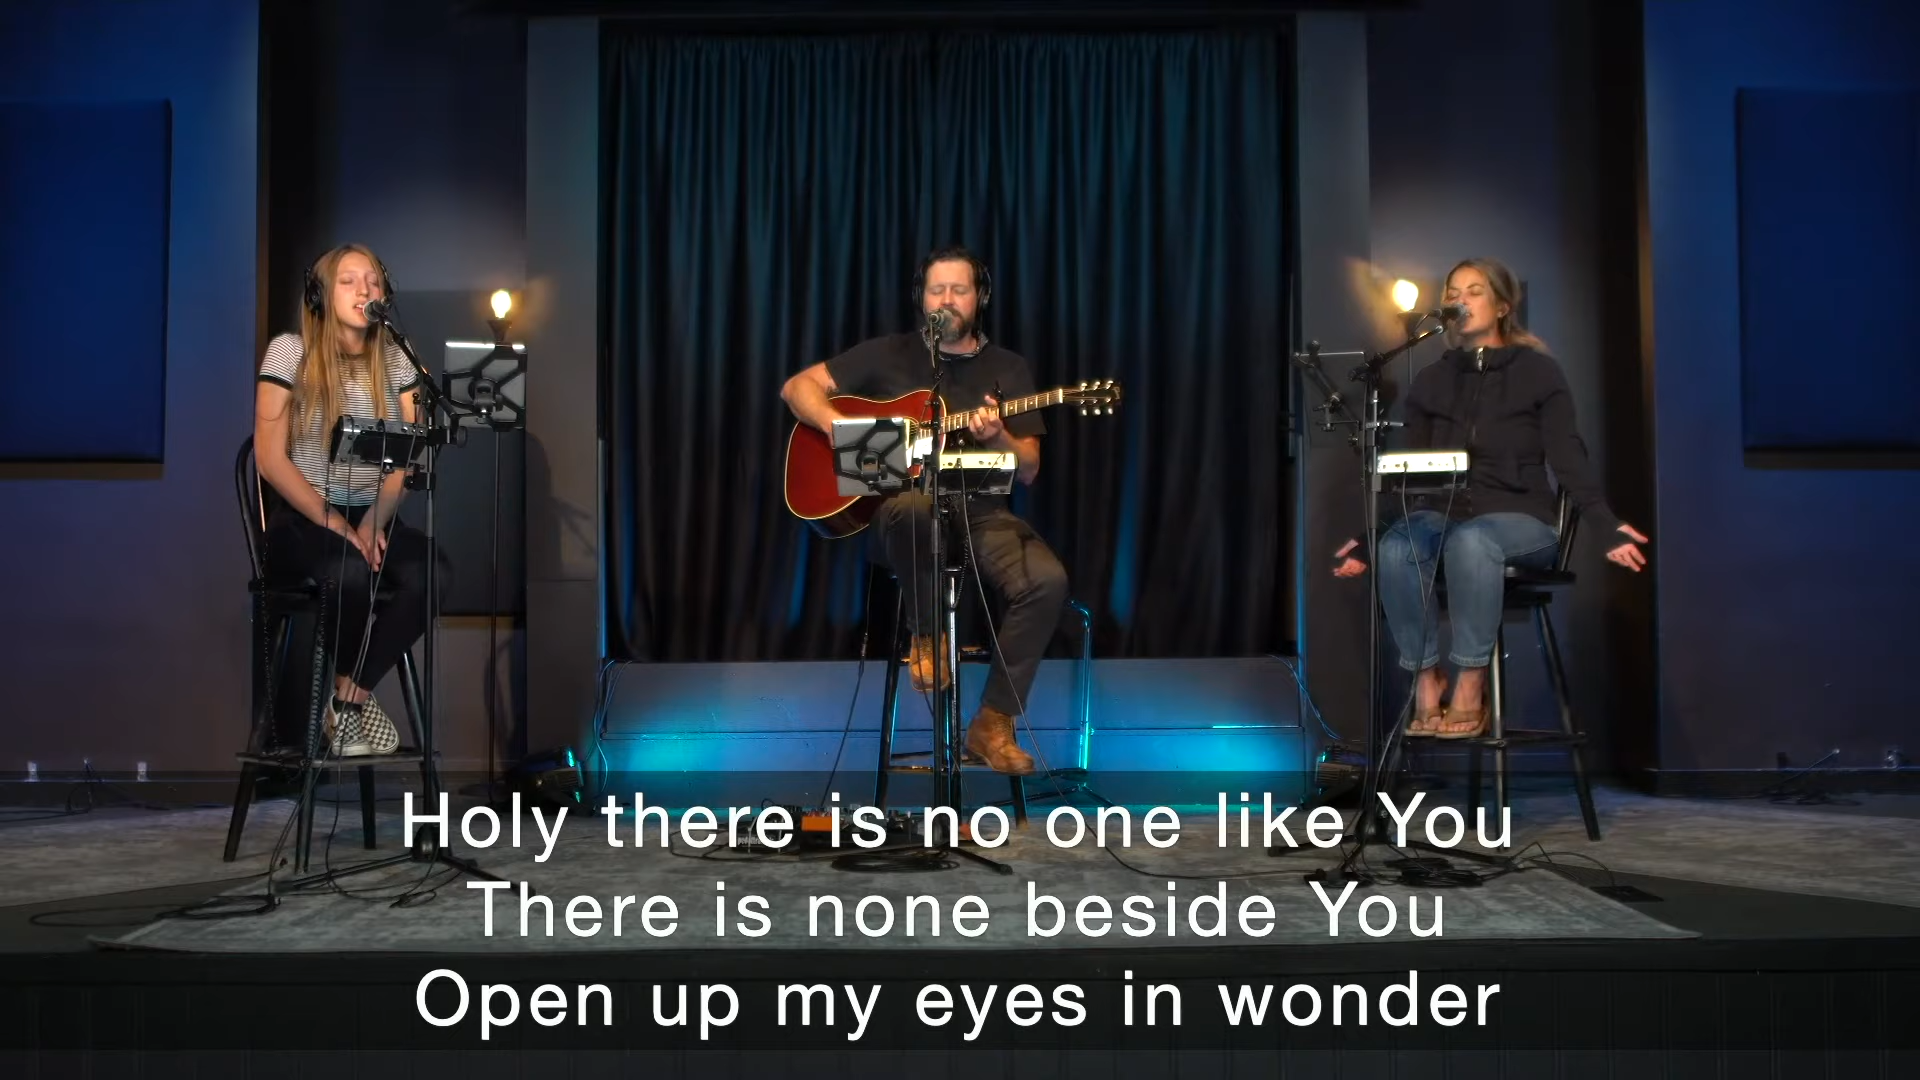 Holy there is no one like You
There is none beside You
Open up my eyes in wonder